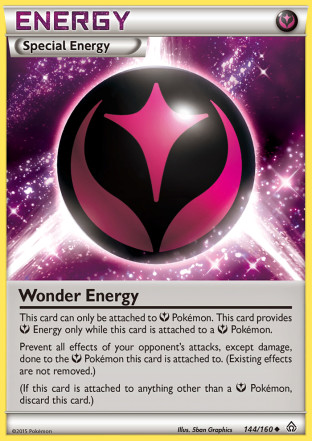 ENERGY
Special Energy
Wonder Energy
This card can only be attached to Pokémon. This card provides
Energy only while this card is attached to a Pokémon.
Prevent all effects of your opponent's attacks, except damage,
done to the Pokémon this card is attached to. (Existing effects
are not removed.)
(If this card is attached to anything other than a Pokémon,
discard this card.)
©2015 Pokémon
Illus. 5ban Graphics
144/160